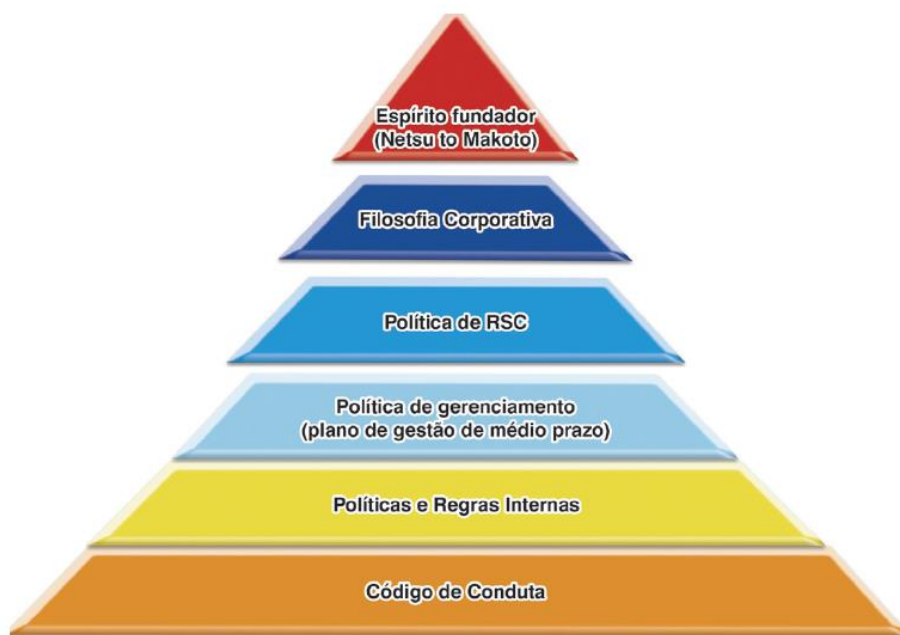 Espírito fundador
(Netsu to Makoto)
Filosofia Corporativa
Política de RSC
Política de gerenciamento
(plano de gestão de médio prazo)
Políticas e Regras Internas
Código de Conduta